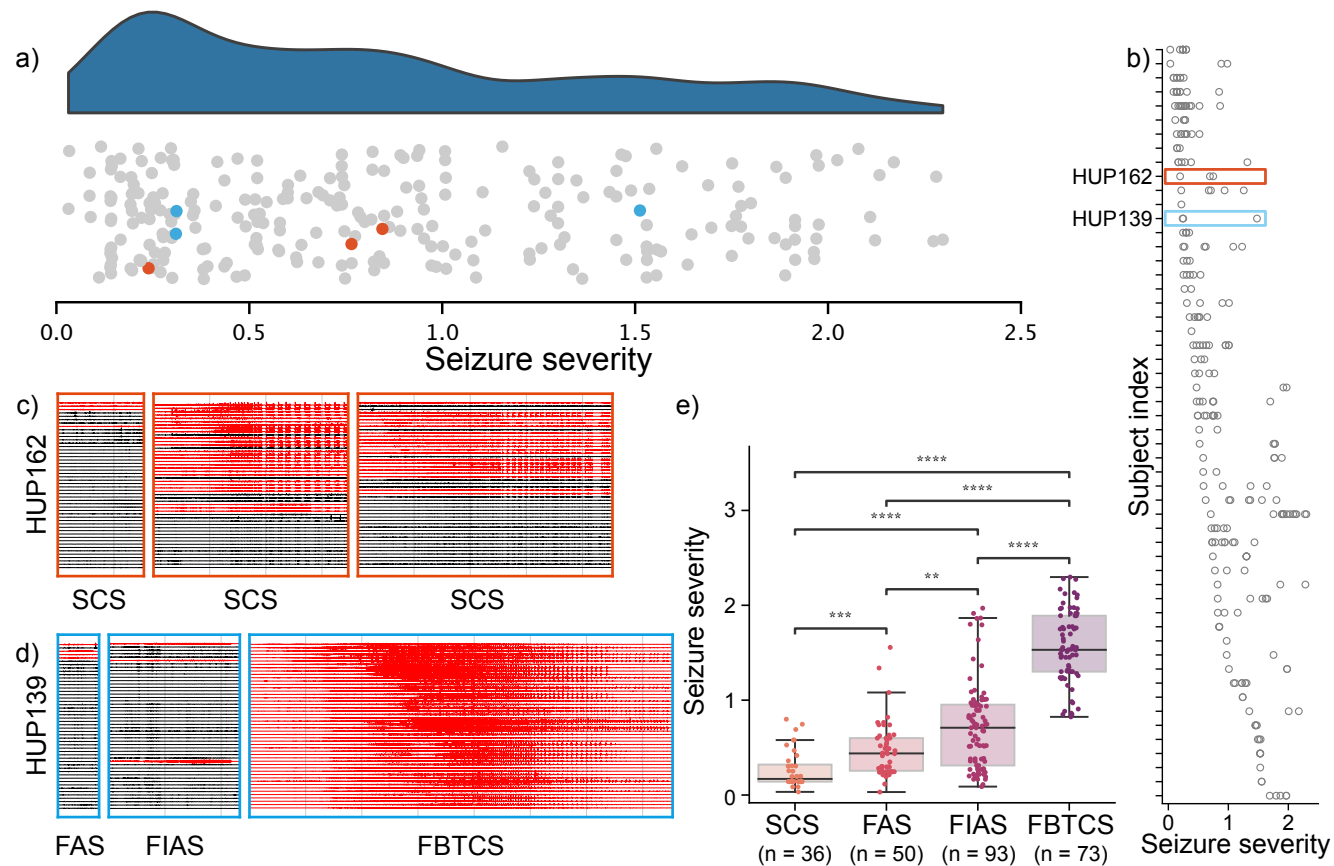 a)
0.0 0.5 1.0 1.5 2.0 2.5
Seizure severity
b)
HUP162
HUP139
Subject index
0 1 2
Seizure severity
c)
HUP162
SCS SCS SCS
d)
HUP139
FAS FIAS FBTCS
e)
Seizure severity
3
2
1
0
****
****
****
****
**
***
SCS FAS FIAS FBTCS
(n = 36) (n = 50) (n = 93) (n = 73)